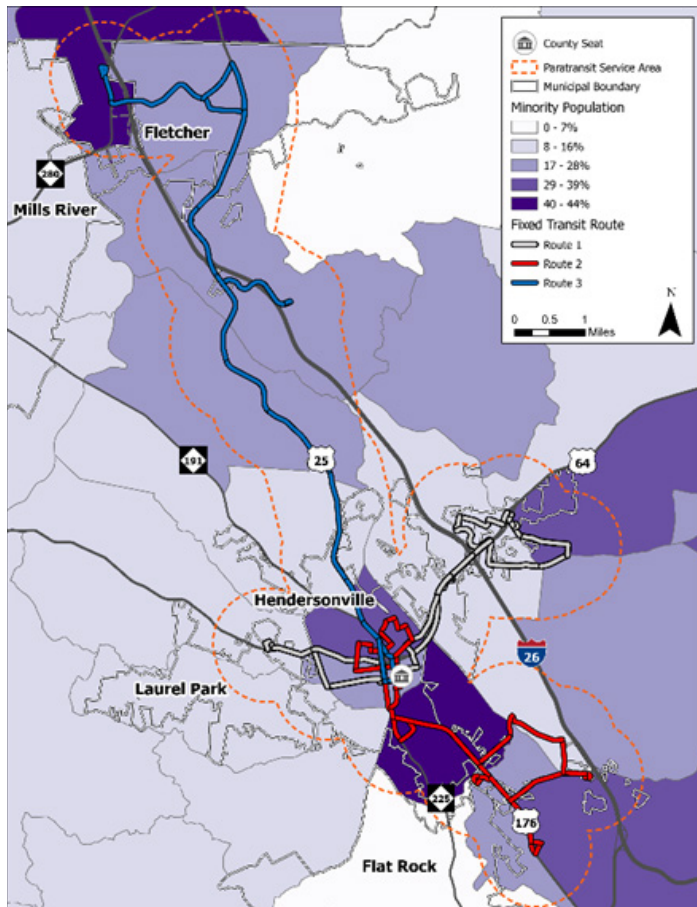 County Seat
Paratransit Service Area
Municipal Boundary
Minority Population
0 - 7%
8 - 16%
17 - 28%
29 - 39%
40 - 44%
Fixed Transit Route
Route 1
Route 2
Route 3
N
0 0.5 1
Miles
Fletcher
280
Mills River
25
191
64
Hendersonville
26
Laurel Park
225
176
Flat Rock